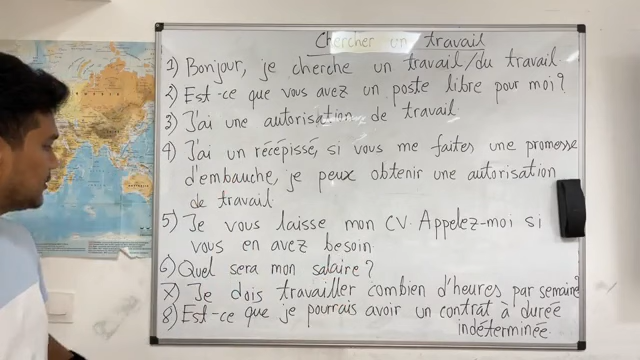 Chercher un travail
1) Bonjour, je cherche un travail/du travail
2) Est-ce que vous avez un poste libre pour moi?
3) J'ai une autorisation de travail
4) J'ai un récépissé, si vous me faites une promesse
d'embauche, je peux obtenir une autorisation
de travail
5) Je vous laisse mon CV. Appelez-moi si
vous en avez besoin
6) Quel sera mon salaire?
7) Je dois travailler combien d'heures par semaine?
8) Est-ce que je pourrais avoir un contrat à durée
indéterminée